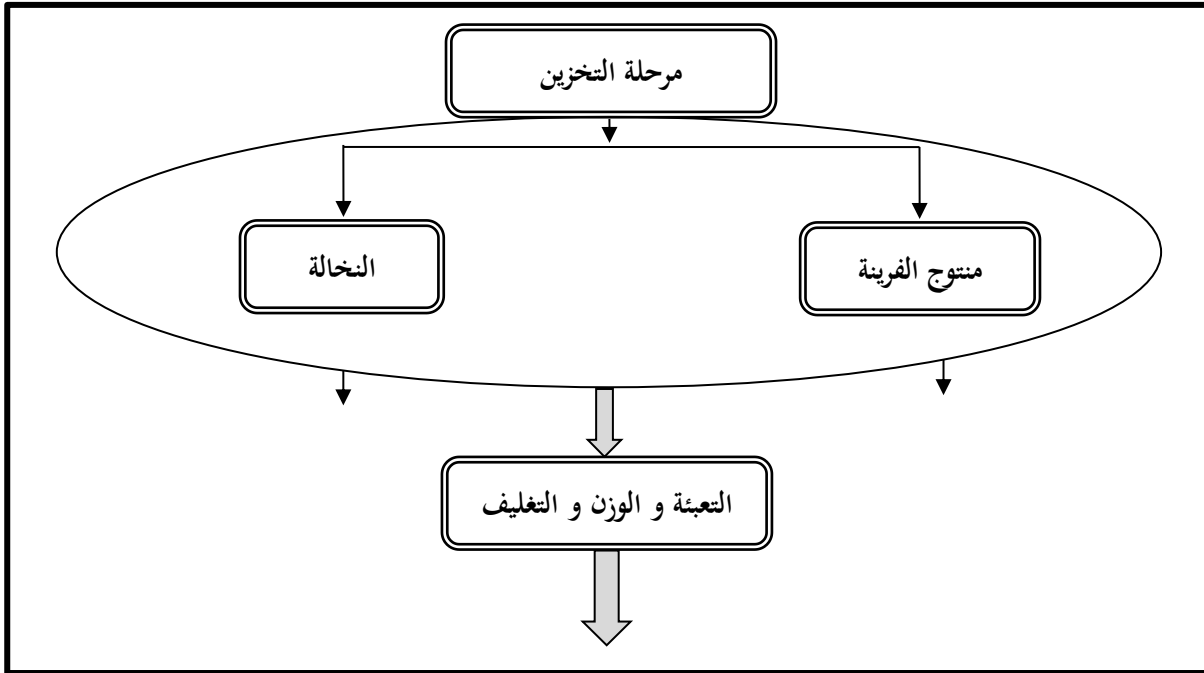 مرحلة التخزين
منتوج الفرينة
النخالة
التعبئة و الوزن و التغليف